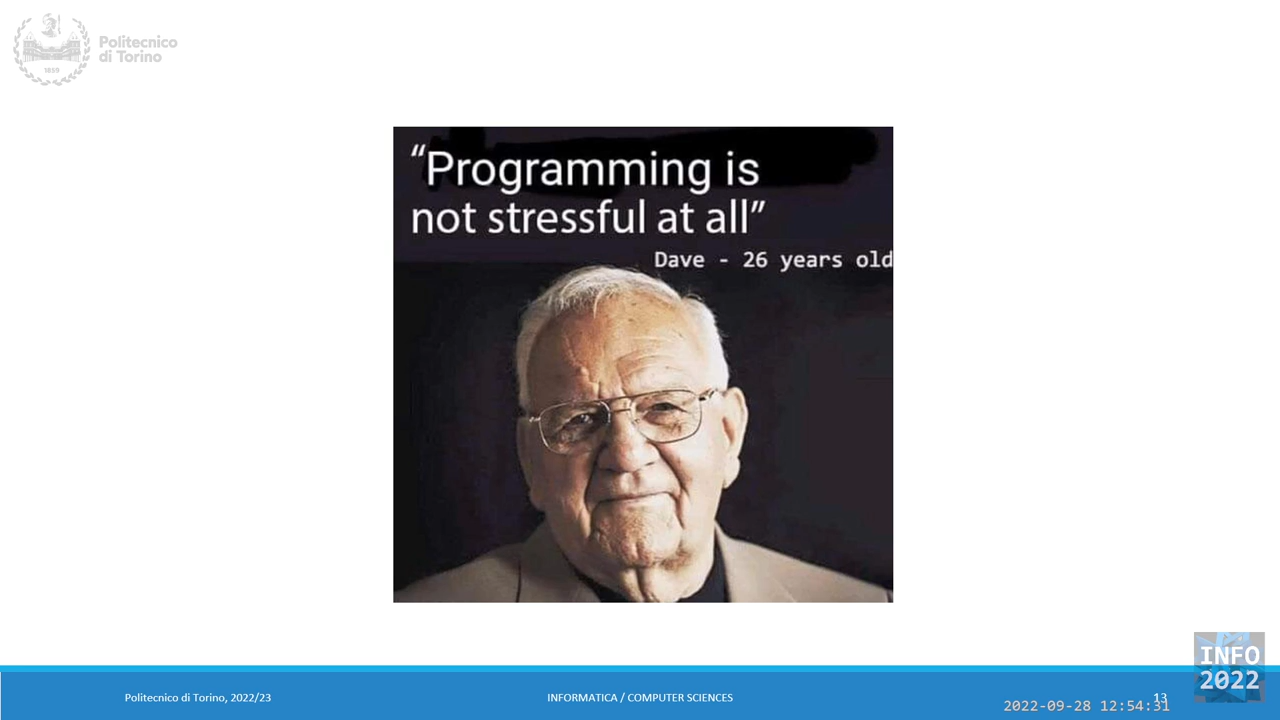 Politecnico
di Torino
1859
“Programming is
not stressful at all”
Dave - 26 years old
INFO
2022
Politecnico di Torino, 2022/23
INFORMATICA / COMPUTER SCIENCES
13
2022-09-28 12:54:31